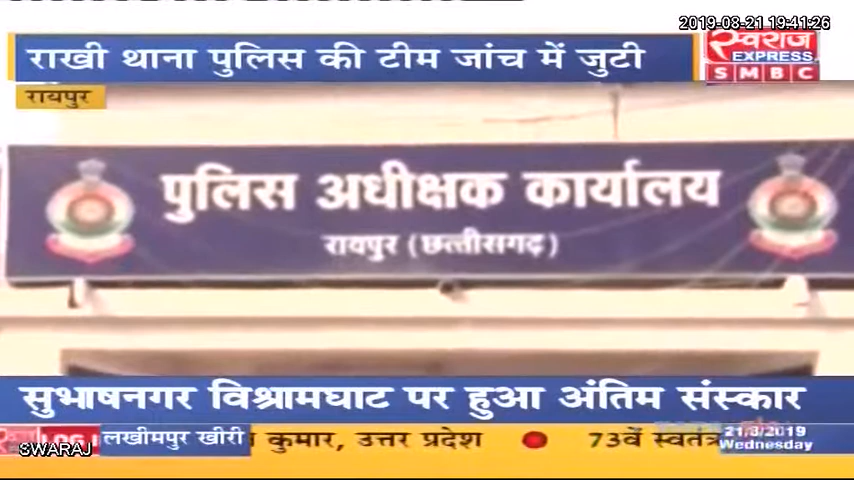 2019-08-21 19:41:26
राखी थाना पुलिस की टीम जांच में जुटी
स्वराज
EXPRESS
SMBC
रायपुर
पुलिस अधीक्षक कार्यालय
रायपुर (छत्तीसगढ़)
सुभाषनगर विश्रामघाट पर हुआ अंतिम संस्कार
लखीमपुर खीरी
कुमार, उत्तर प्रदेश
73वें
21/8/2019
Wednesday
SWARAJ